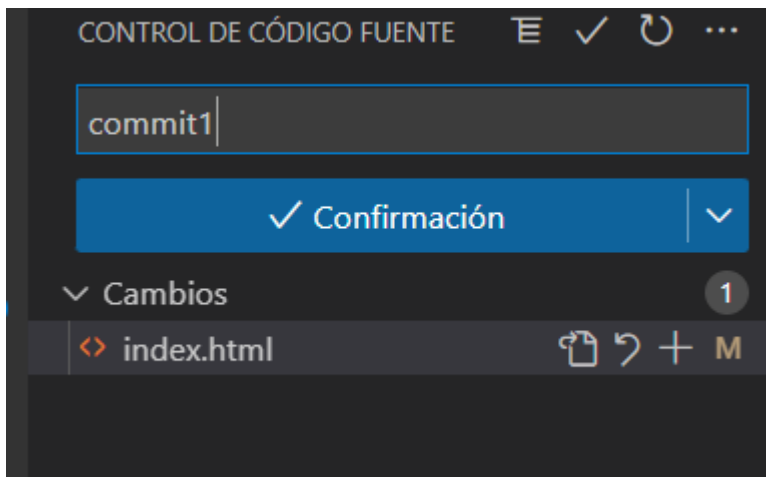 CONTROL DE CÓDIGO FUENTE
commit1
Confirmación
Cambios 1
index.html M